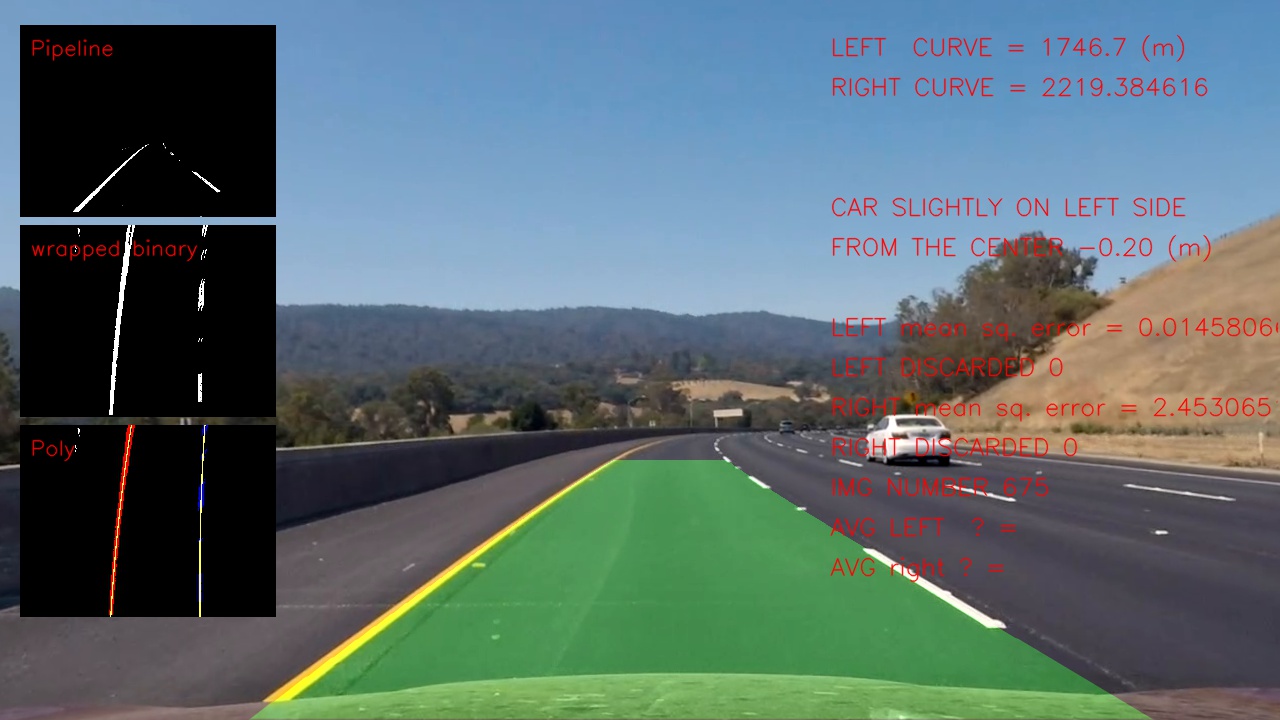 Pipeline
wrapped binary
Poly
LEFT CURVE = 1746.7 (m)
RIGHT CURVE = 2219.384616
CAR SLIGHTLY ON LEFT SIDE
FROM THE CENTER -0.20 (m)
LEFT mean sq. error = 0.0145806
LEFT DISCARDED 0
RIGHT mean sq. error = 2.453065
RIGHT DISCARDED 0
IMG NUMBER 675
AVG LEFT ? =
AVG right ? =